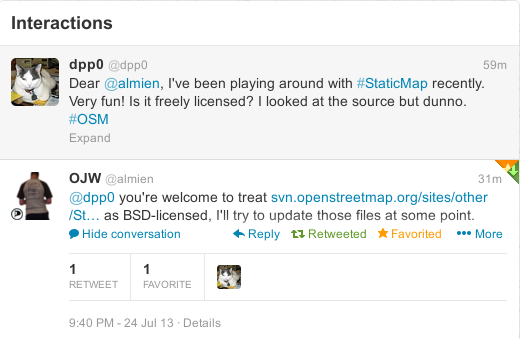 Interactions
dpp0 @dpp0 59m
Dear @almien, I've been playing around with #StaticMap recently.
Very fun! Is it freely licensed? I looked at the source but dunno.
#OSM
Expand
OJW @almien 31m
@dpp0 you're welcome to treat svn.openstreetmap.org/sites/other
/St… as BSD-licensed, I'll try to update those files at some point.
Hide conversation Reply Retweeted Favorited More
1 1
RETWEET FAVORITE
9:40 PM - 24 Jul 13 · Details